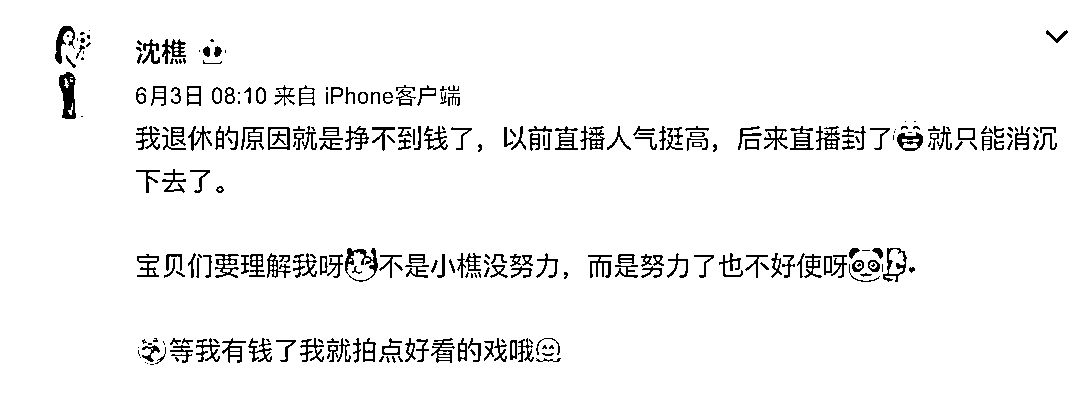 沈樵
6月3日 08:10 来自 iPhone客户端
我退休的原因就是挣不到钱了，以前直播人气挺高，后来直播封了就只能消沉
下去了。
宝贝们要理解我呀不是小樵没努力，而是努力了也不好使呀
等我有钱了我就拍点好看的戏哦